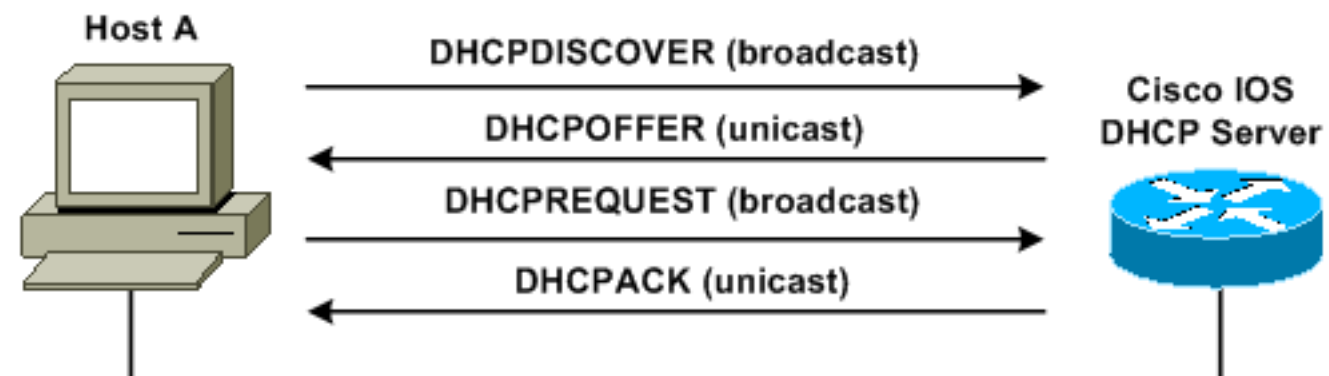 Host A
DHCPDISCOVER (broadcast)
DHCPOFFER (unicast)
DHCPREQUEST (broadcast)
DHCPACK (unicast)
Cisco IOS
DHCP Server